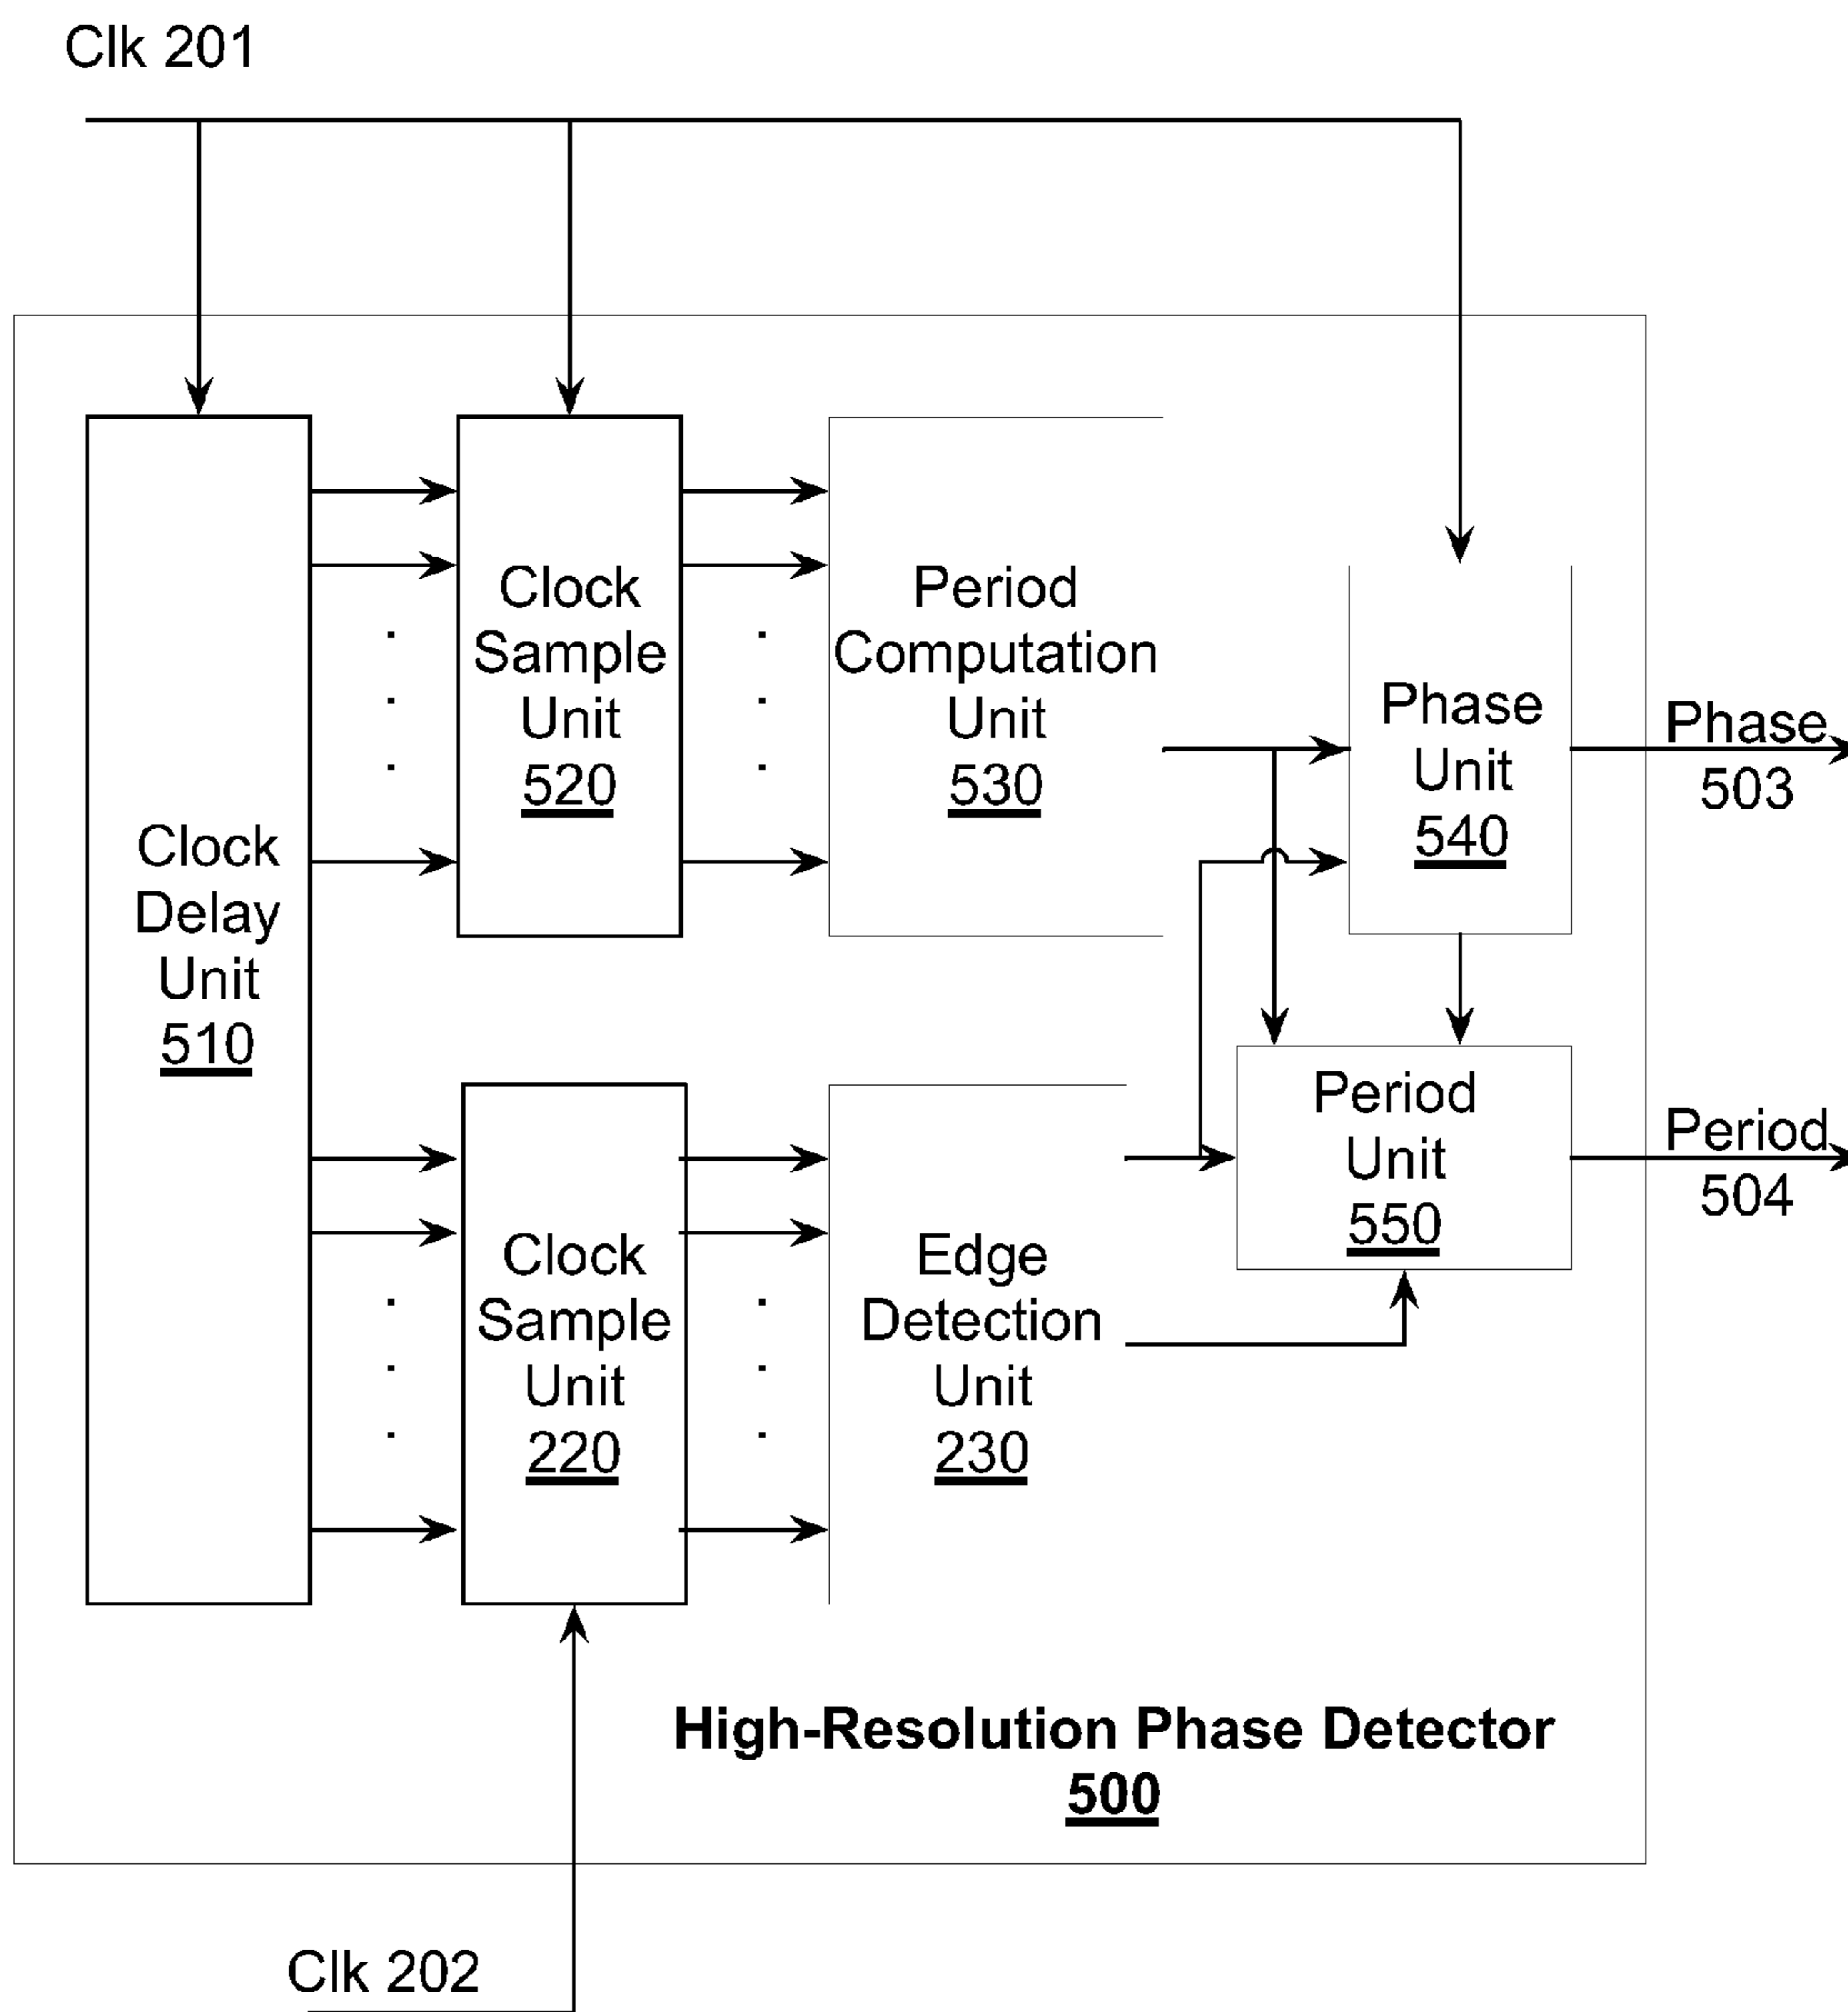 Clk 201
Clock
Delay
Unit
510
Clock
Sample
Unit
520
Period
Computation
Unit
530
Phase
Unit
540
Phase
503
Clock
Sample
Unit
220
Edge
Detection
Unit
230
Period
Unit
550
Period
504
High-Resolution Phase Detector
500
Clk 202